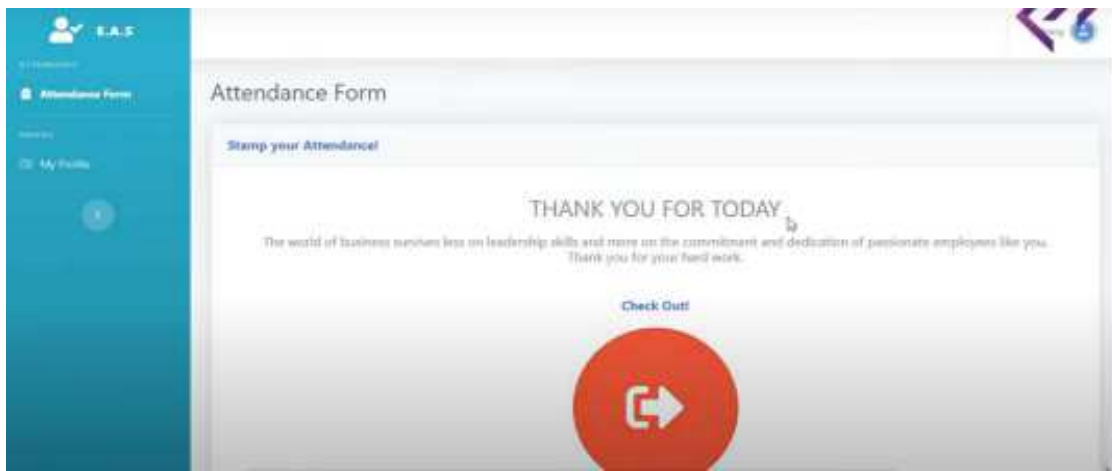 E.A.S
Attendance Form
My Profile
Attendance Form
Stamp your Attendance!
THANK YOU FOR TODAY
The world of business survives less on leadership skills and more on the commitment and dedication of passionate employees like you.
Thank you for your hard work.
Check Out!